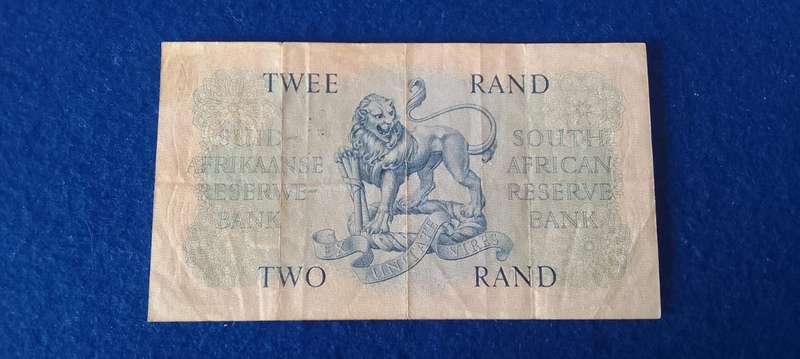 TWEE RAND
SUID-
AFRIKAANSE
RESERWE-
BANK
SOUTH
AFRICAN
RESERVE
BANK
EX UNITATE VIRES
TWO RAND